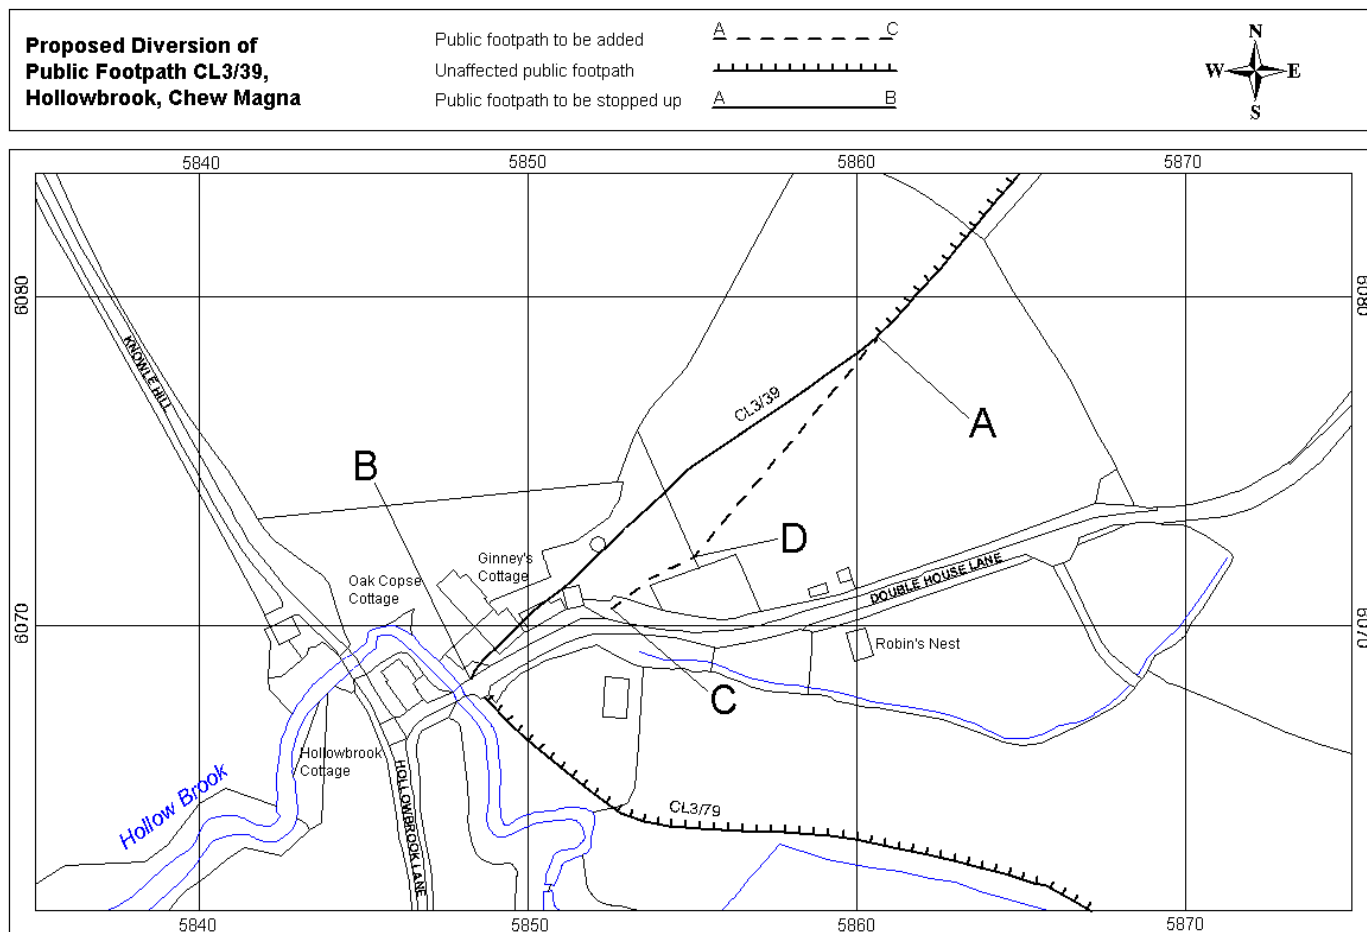 Proposed Diversion of
Public Footpath CL3/39,
Hollowbrook, Chew Magna
Public footpath to be added
A C
Unaffected public footpath
Public footpath to be stopped up
A B
N
W E
S
5840 5850 5860 5870
6080 6080
KNOWLE HILL
CL3/39
A
B
D
Ginney's
Cottage
Oak Copse
Cottage
DOUBLE HOUSE LANE
6070 6070
Robin's Nest
C
Hollowbrook
Cottage
HOLLOWBROOK LANE
Hollow Brook
CL3/79
5840 5850 5860 5870